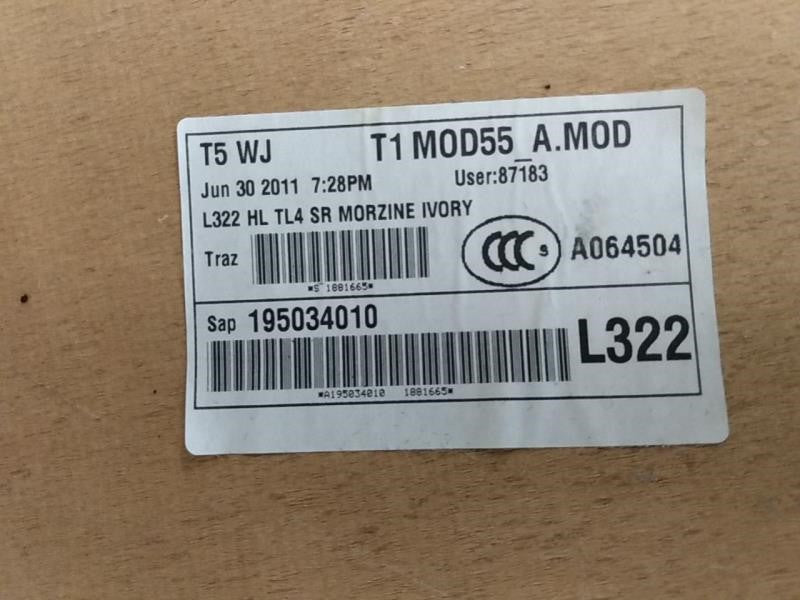 T5 WJ T1 MOD55_A.MOD
Jun 30 2011 7:28PM User:87183
L322 HL TL4 SR MORZINE IVORY
Traz CCC S A064504
*S 1881665*
Sap 195034010
L322
*A195034010 1881665*